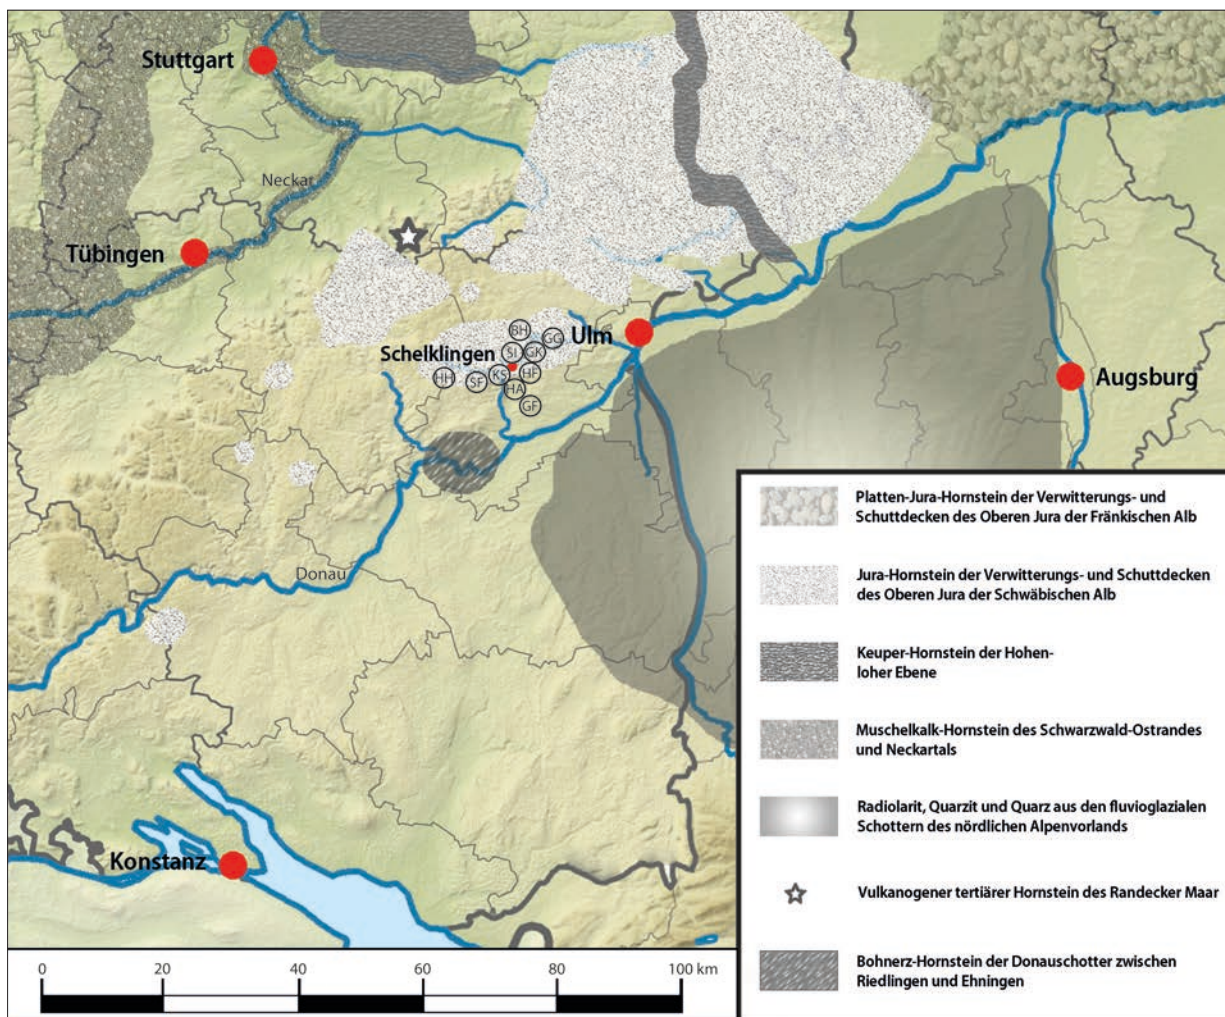 Stuttgart
Neckar
Tübingen
BH
GG
Ulm
SI
GK
Schelklingen
HH
SF
KS
HF
HA
GF
Augsburg
Donau
Konstanz
Platten-Jura-Hornstein der Verwitterungs- und
Schuttdecken des Oberen Jura der Fränkischen Alb
Jura-Hornstein der Verwitterungs- und Schuttdecken
des Oberen Jura der Schwäbischen Alb
Keuper-Hornstein der Hohen-
loher Ebene
Muschelkalk-Hornstein des Schwarzwald-Ostrandes
und Neckartals
Radiolarit, Quarzit und Quarz aus den fluvioglazialen
Schottern des nördlichen Alpenvorlands
Vulkanogener tertiärer Hornstein des Randecker Maar
Bohnerz-Hornstein der Donauschotter zwischen
Riedlingen und Ehningen
0 20 40 60 80 100 km